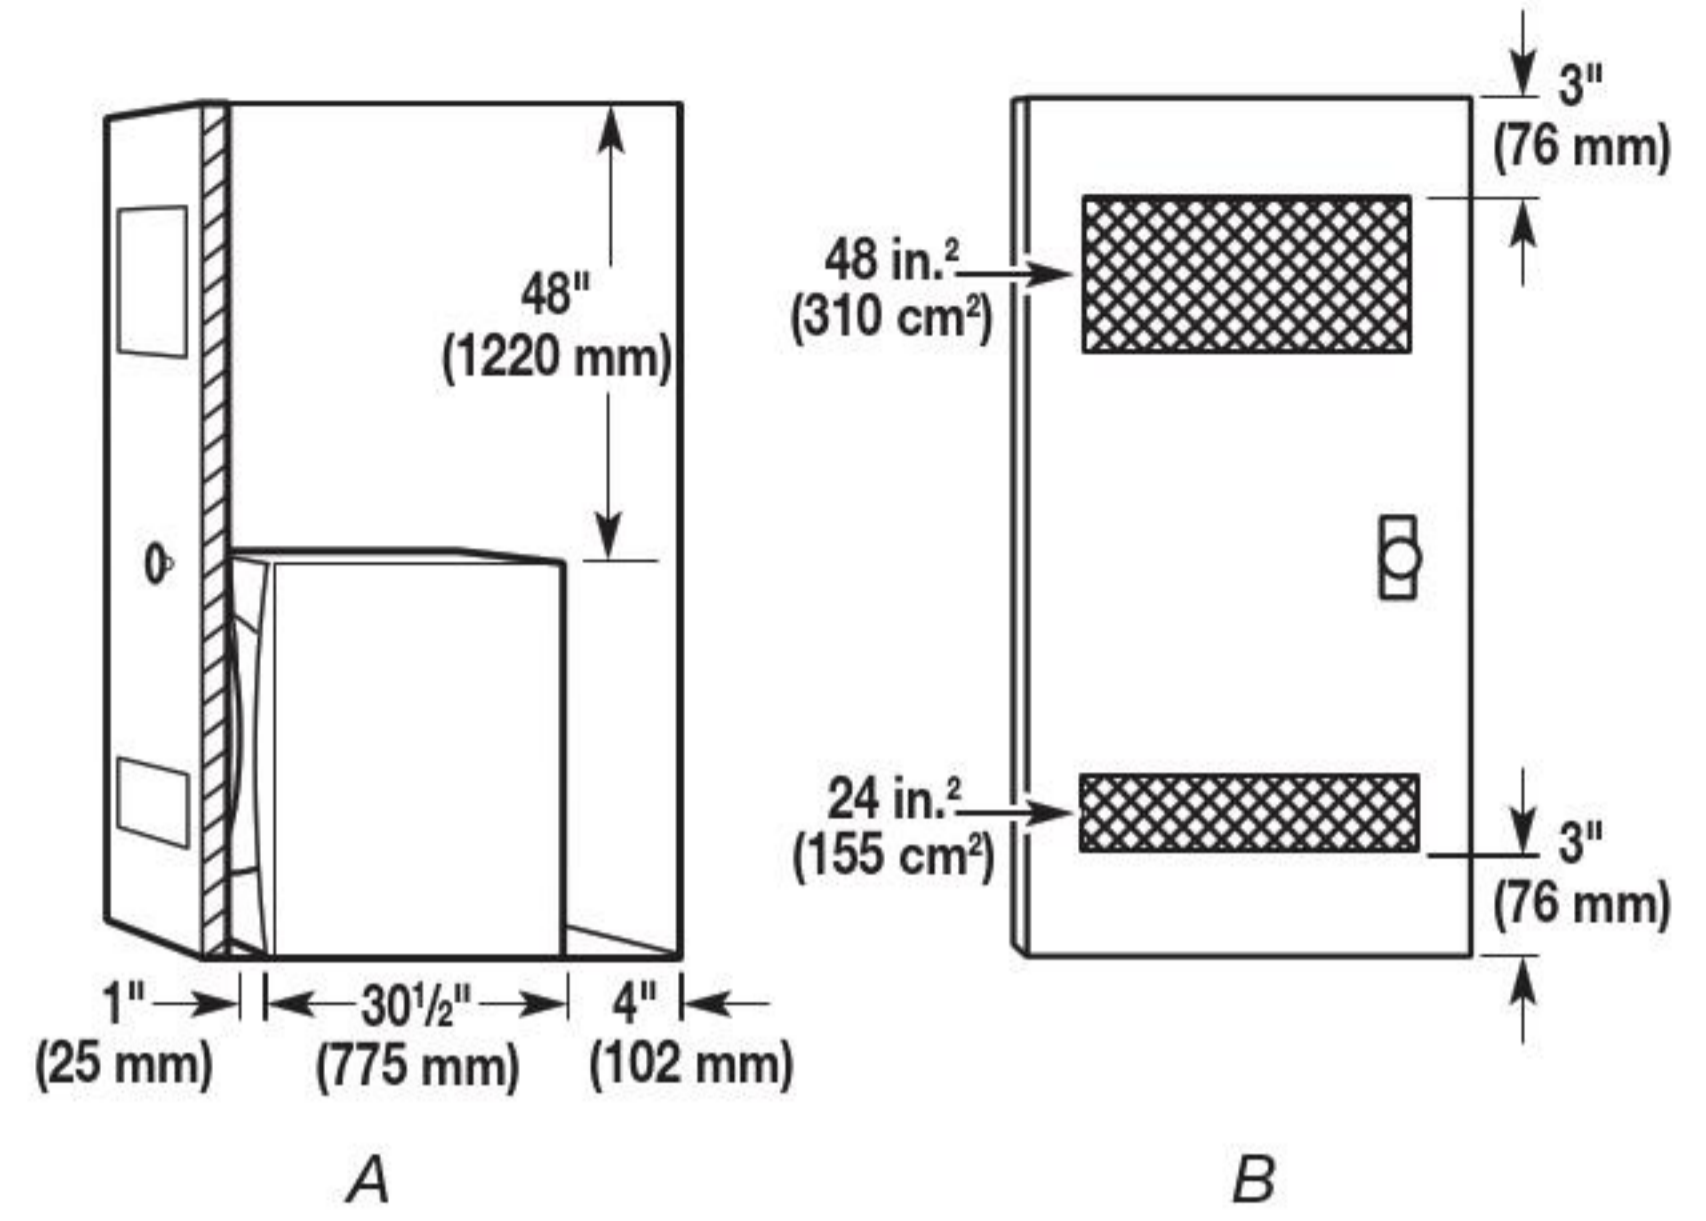 48"
(1220 mm)
1"
(25 mm)
30½"
(775 mm)
4"
(102 mm)
A
3"
(76 mm)
48 in.²
(310 cm²)
24 in.²
(155 cm²)
3"
(76 mm)
B